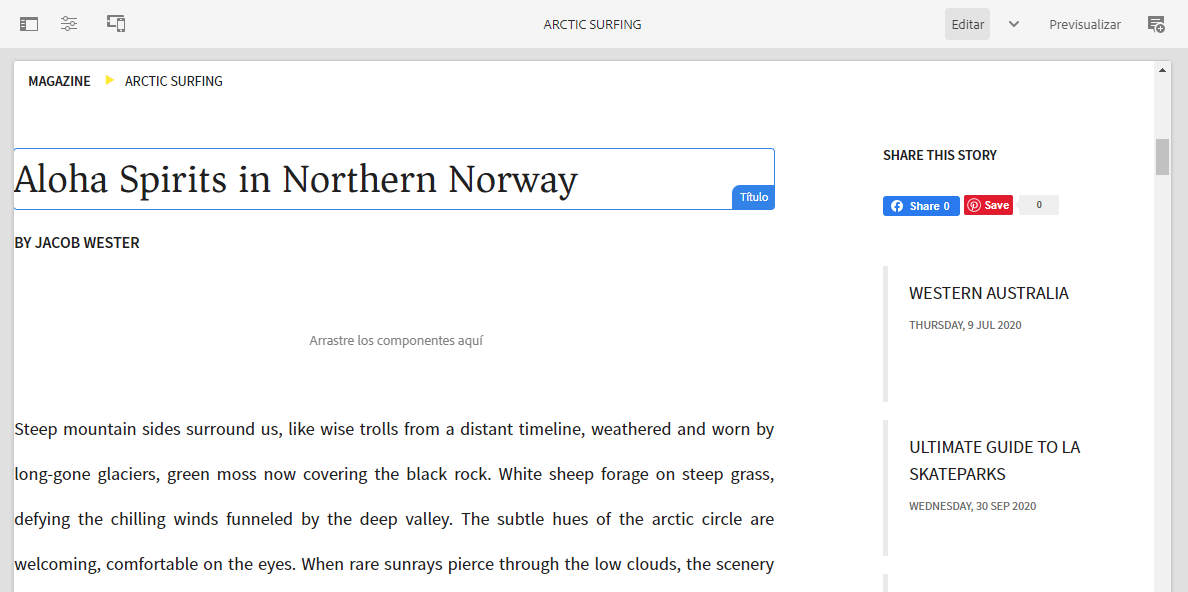 ARCTIC SURFING
Editar
Previsualizar
MAGAZINE ARCTIC SURFING
Aloha Spirits in Northern Norway
Título
BY JACOB WESTER
Arrastre los componentes aquí
Steep mountain sides surround us, like wise trolls from a distant timeline, weathered and worn by
long-gone glaciers, green moss now covering the black rock. White sheep forage on steep grass,
defying the chilling winds funneled by the deep valley. The subtle hues of the arctic circle are
welcoming, comfortable on the eyes. When rare sunrays pierce through the low clouds, the scenery
SHARE THIS STORY
Share 0
Save
0
WESTERN AUSTRALIA
THURSDAY, 9 JUL 2020
ULTIMATE GUIDE TO LA
SKATEPARKS
WEDNESDAY, 30 SEP 2020